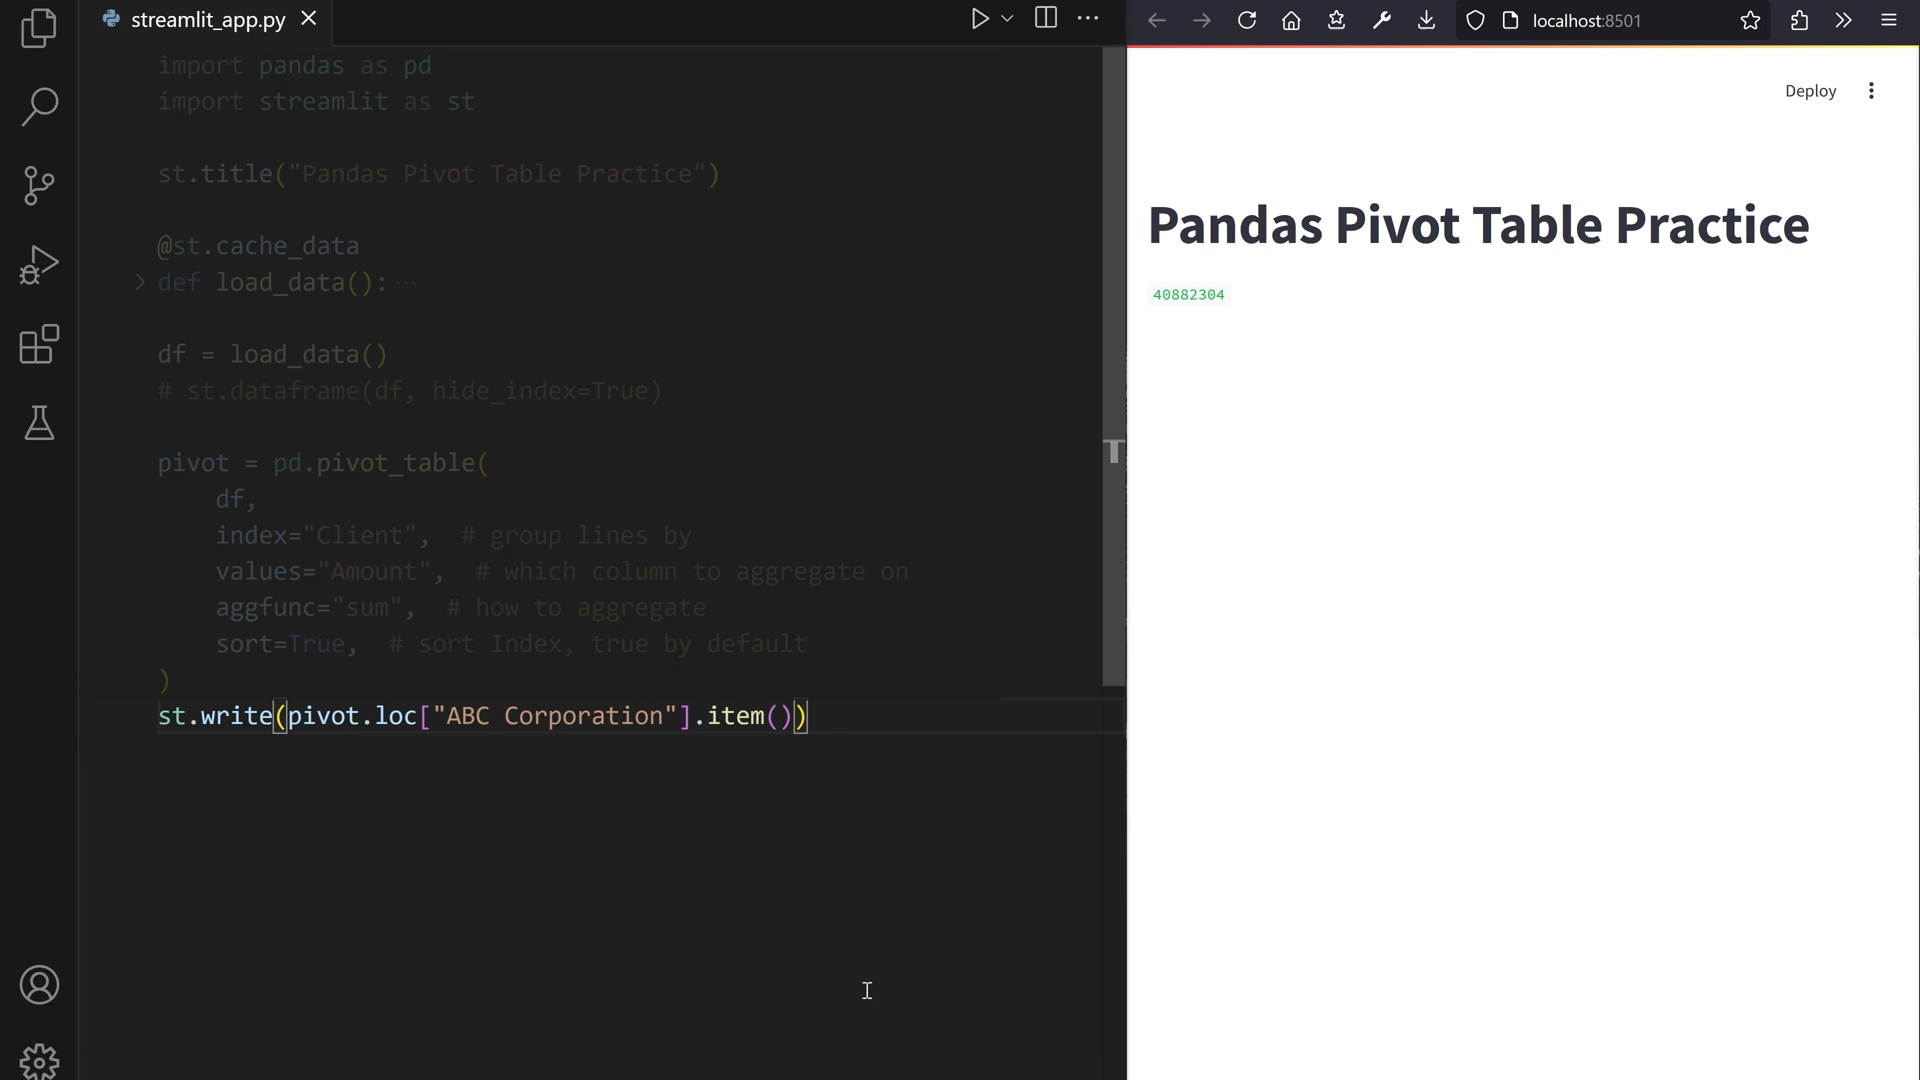 streamlit_app.py
import pandas as pd
import streamlit as st
st.title("Pandas Pivot Table Practice")
@st.cache_data
def load_data(): ···
df = load_data()
# st.dataframe(df, hide_index=True)
pivot = pd.pivot_table(
df,
index="Client",  # group lines by
values="Amount",  # which column to aggregate on
aggfunc="sum",  # how to aggregate
sort=True,  # sort Index, true by default
)
st.write(pivot.loc["ABC Corporation"].item())
localhost:8501
Deploy
Pandas Pivot Table Practice
40882304